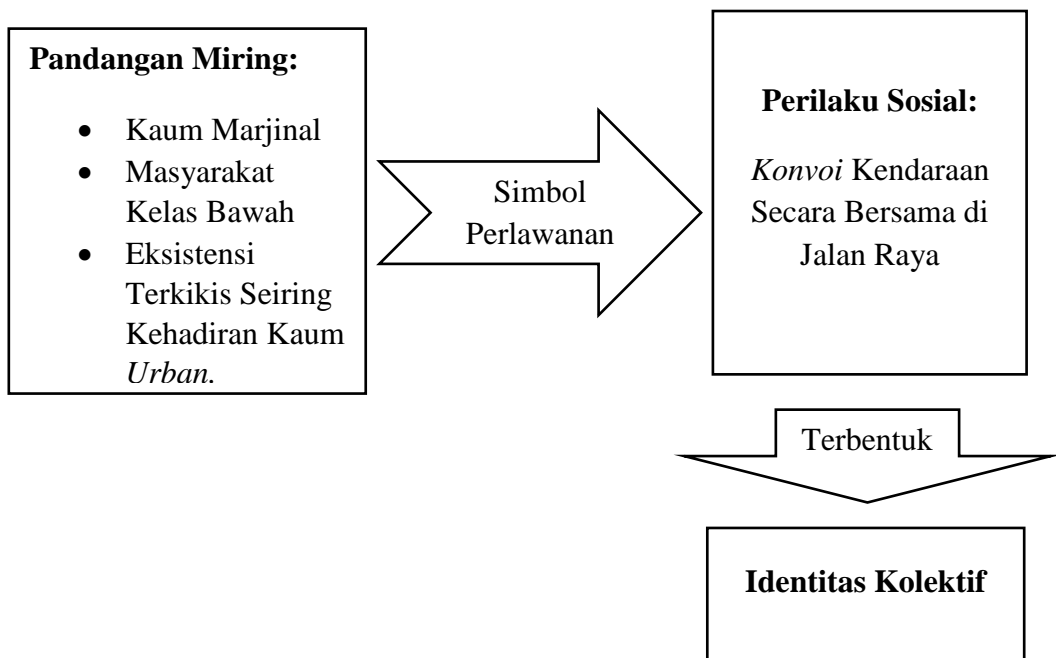 Pandangan Miring:
• Kaum Marjinal
• Masyarakat
Kelas Bawah
• Eksistensi
Terkikis Seiring
Kehadiran Kaum
Urban.
Simbol
Perlawanan
Perilaku Sosial:
Konvoi Kendaraan
Secara Bersama di
Jalan Raya
Terbentuk
Identitas Kolektif